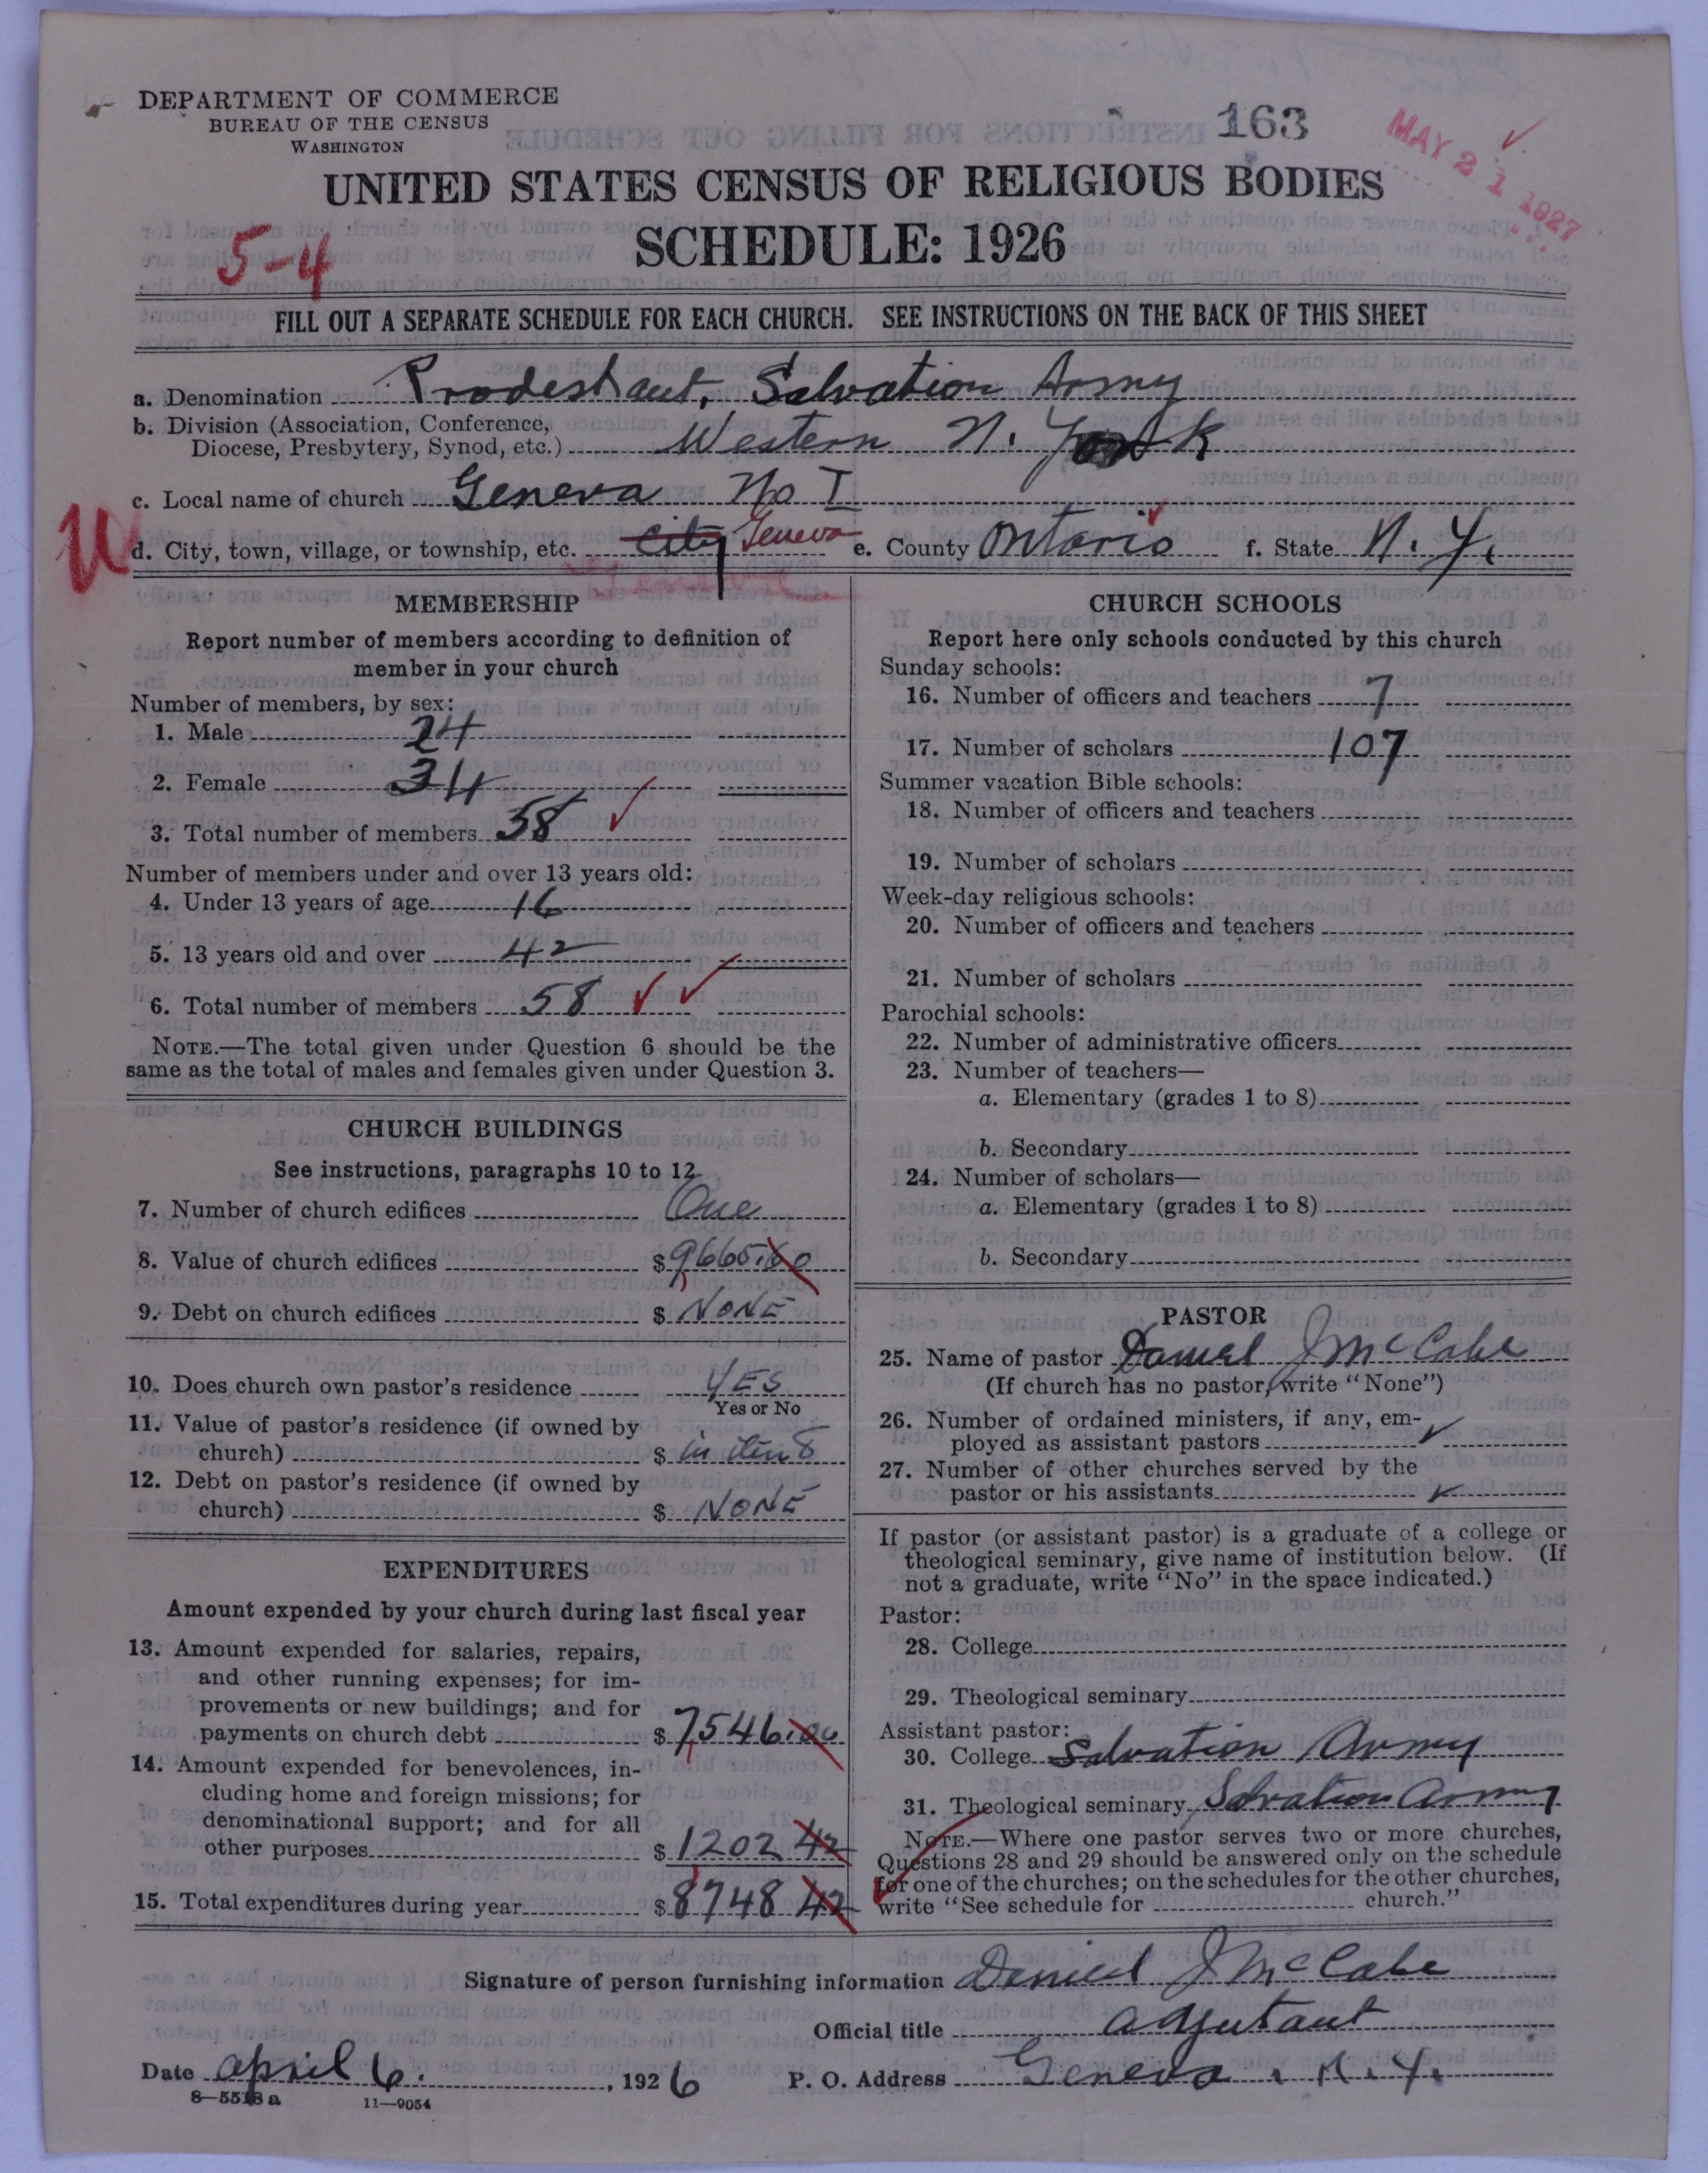 DEPARTMENT OF COMMERCE
BUREAU OF THE CENSUS
WASHINGTON
163
MAY 21 1927
UNITED STATES CENSUS OF RELIGIOUS BODIES
SCHEDULE: 1926
5-4
FILL OUT A SEPARATE SCHEDULE FOR EACH CHURCH. SEE INSTRUCTIONS ON THE BACK OF THIS SHEET
a. Denomination Prodestant, Salvation Army
b. Division (Association, Conference,
Diocese, Presbytery, Synod, etc.) Western N. York
c. Local name of church Geneva No I
d. City, town, village, or township, etc. City Geneva e. County Ontario f. State N. Y.
MEMBERSHIP
Report number of members according to definition of
member in your church
Number of members, by sex:
1. Male 24
2. Female 34
3. Total number of members 58
Number of members under and over 13 years old:
4. Under 13 years of age 16
5. 13 years old and over 42
6. Total number of members 58
NOTE.—The total given under Question 6 should be the
same as the total of males and females given under Question 3.
CHURCH BUILDINGS
See instructions, paragraphs 10 to 12
7. Number of church edifices One
8. Value of church edifices $ 9665.00
9. Debt on church edifices $ NONE
10. Does church own pastor's residence YES
Yes or No
11. Value of pastor's residence (if owned by
church) $ in item 8
12. Debt on pastor's residence (if owned by
church) $ NONE
EXPENDITURES
Amount expended by your church during last fiscal year
13. Amount expended for salaries, repairs,
and other running expenses; for im-
provements or new buildings; and for
payments on church debt $ 7546.00
14. Amount expended for benevolences, in-
cluding home and foreign missions; for
denominational support; and for all
other purposes $ 1202 42
15. Total expenditures during year $ 8748 42
CHURCH SCHOOLS
Report here only schools conducted by this church
Sunday schools:
16. Number of officers and teachers 7
17. Number of scholars 107
Summer vacation Bible schools:
18. Number of officers and teachers
19. Number of scholars
Week-day religious schools:
20. Number of officers and teachers
21. Number of scholars
Parochial schools:
22. Number of administrative officers
23. Number of teachers—
a. Elementary (grades 1 to 8)
b. Secondary
24. Number of scholars—
a. Elementary (grades 1 to 8)
b. Secondary
PASTOR
25. Name of pastor Daniel J McCabe
(If church has no pastor, write "None")
26. Number of ordained ministers, if any, em-
ployed as assistant pastors
27. Number of other churches served by the
pastor or his assistants
If pastor (or assistant pastor) is a graduate of a college or
theological seminary, give name of institution below. (If
not a graduate, write "No" in the space indicated.)
Pastor:
28. College
29. Theological seminary
Assistant pastor:
30. College Salvation Army
31. Theological seminary Salvation Army
NOTE.—Where one pastor serves two or more churches,
Questions 28 and 29 should be answered only on the schedule
for one of the churches; on the schedules for the other churches,
write "See schedule for church."
Signature of person furnishing information Daniel J McCabe
Official title adjutant
Date april 6. , 1926 P. O. Address Geneva. N. Y.
8—5518 a 11—9054